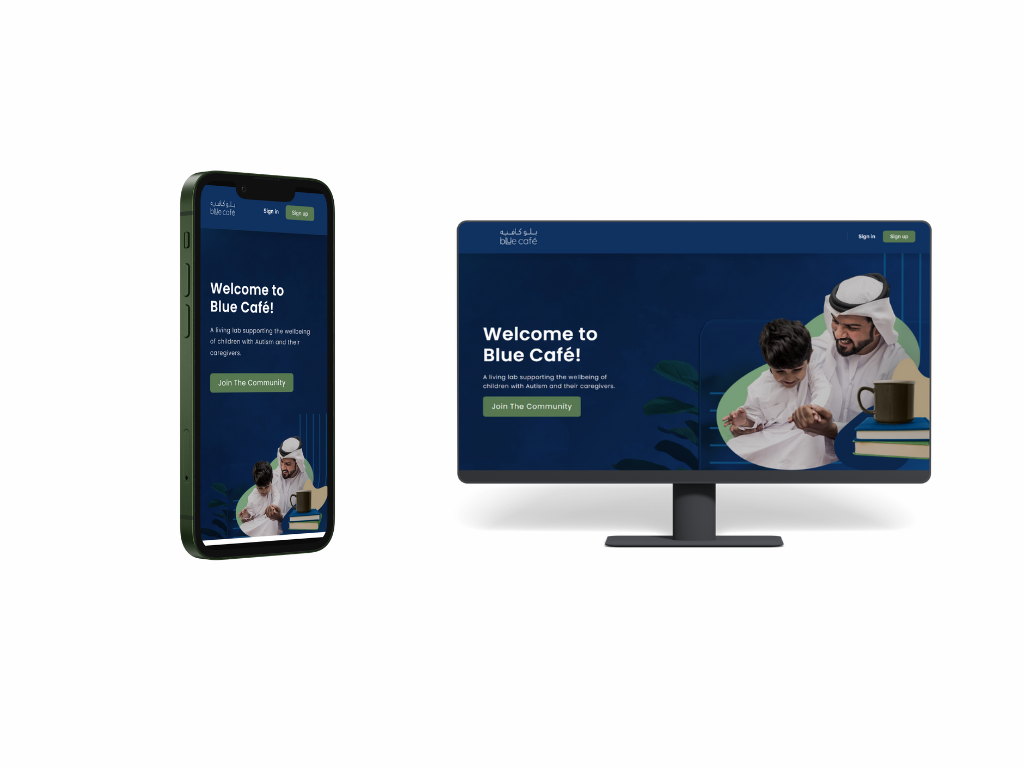 بلو كافيه
blue café
Sign in
Sign up
Welcome to
Blue Café!
A living lab supporting the wellbeing
of children with Autism and their
caregivers.
Join The Community
بلو كافيه
blue café
Sign in
Sign up
Welcome to
Blue Café!
A living lab supporting the wellbeing of
children with Autism and their caregivers.
Join The Community